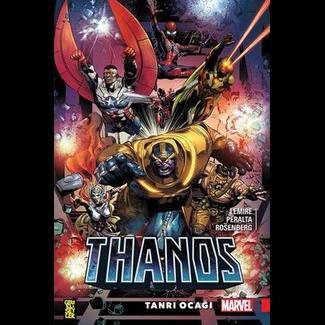 LEMIRE
PERALTA
ROSENBERG
THANOS
TANRI OCAĞI
MARVEL